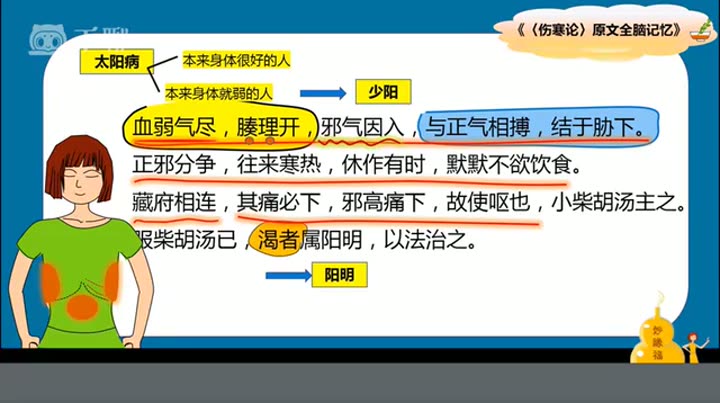 《〈伤寒论〉原文全脑记忆》
太阳病
本来身体很好的人
本来身体就弱的人
少阳
血弱气尽，腠理开，邪气因入，与正气相搏，结于胁下。
正邪分争，往来寒热，休作有时，默默不欲饮食。
藏府相连，其痛必下，邪高痛下，故使呕也，小柴胡汤主之。
服柴胡汤已，渴者属阳明，以法治之。
阳明